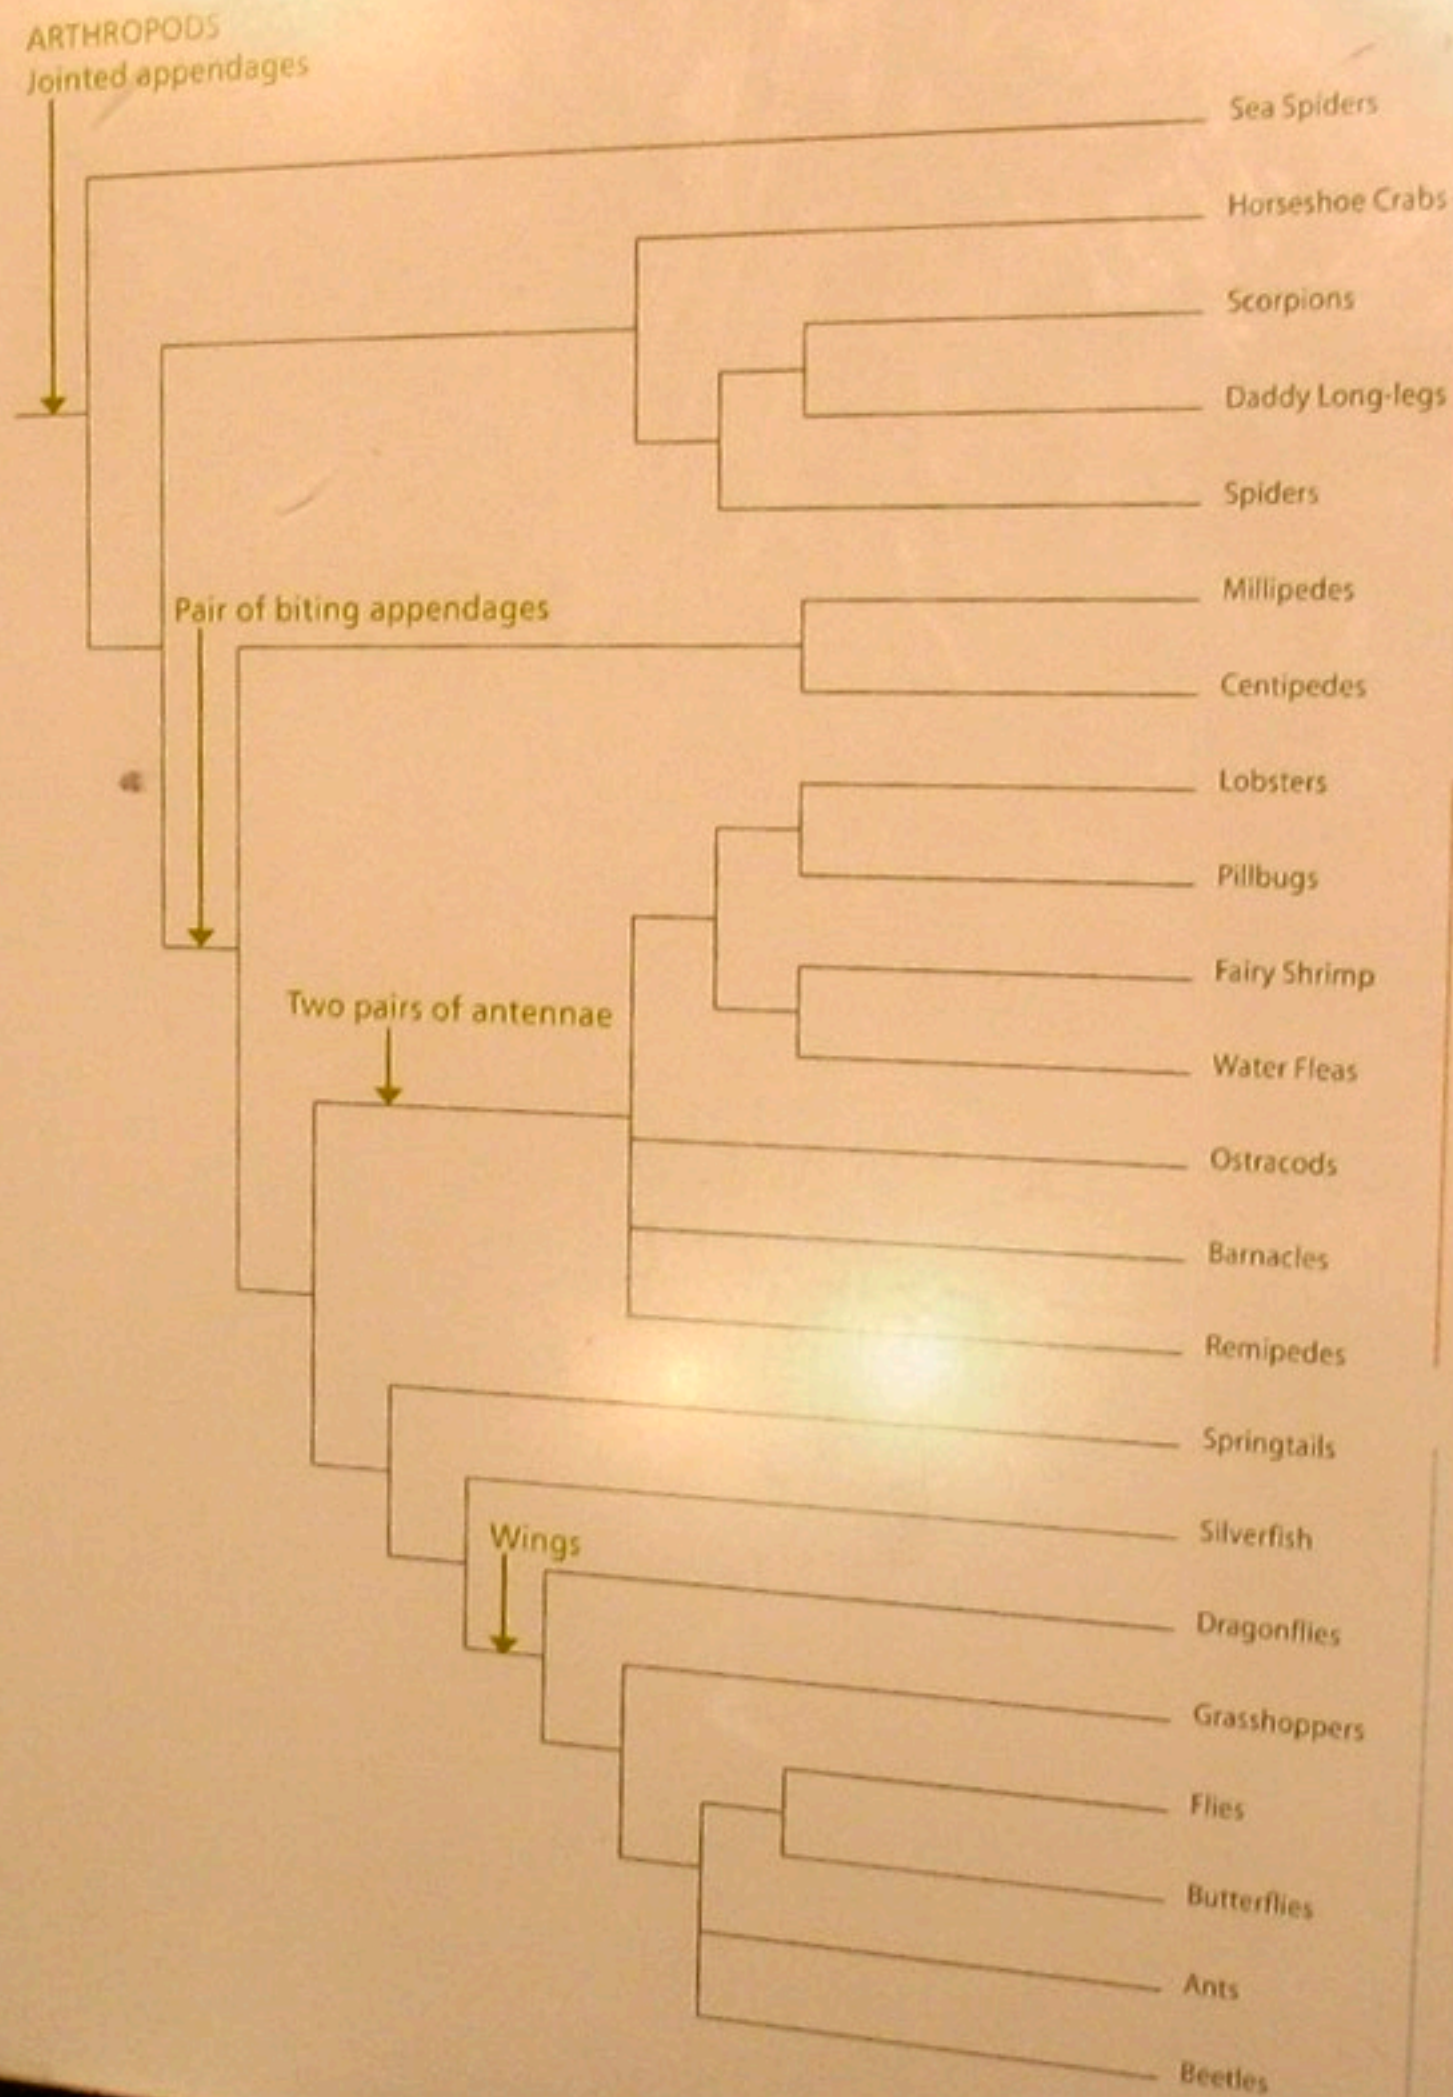 ARTHROPODS
Jointed appendages
Sea Spiders
Horseshoe Crabs
Scorpions
Daddy Long-legs
Spiders
Pair of biting appendages
Millipedes
Centipedes
Lobsters
Pillbugs
Fairy Shrimp
Two pairs of antennae
Water Fleas
Ostracods
Barnacles
Remipedes
Springtails
Silverfish
Wings
Dragonflies
Grasshoppers
Flies
Butterflies
Ants
Beetles